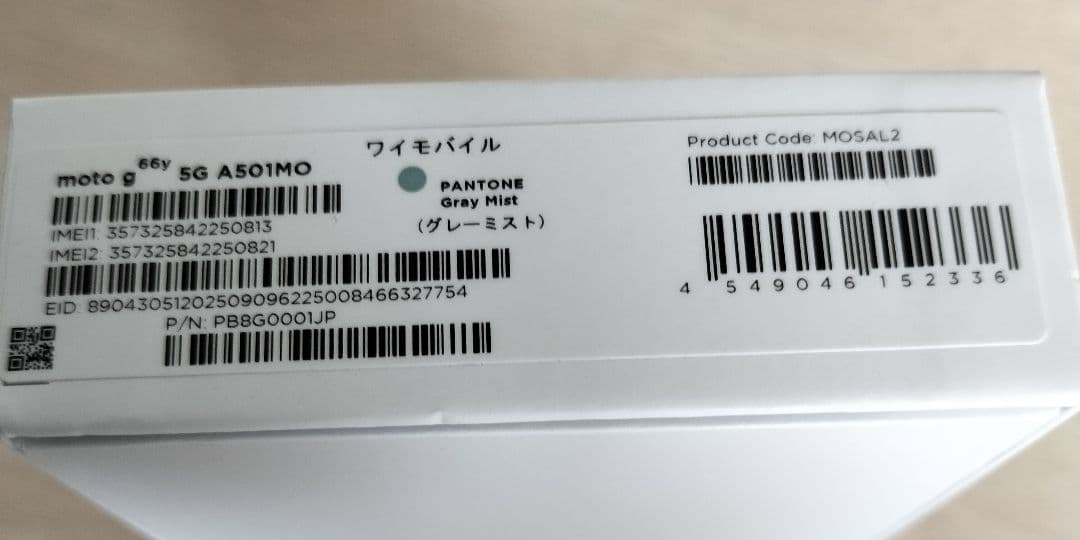 moto g66y 5G A501MO
IMEI1: 357325842250813
IMEI2: 357325842250821
EID: 89043051202509096225008466327754
P/N: PB8G0001JP
ワイモバイル
PANTONE
Gray Mist
(グレーミスト)
Product Code: MOSAL2
4 549046 152336